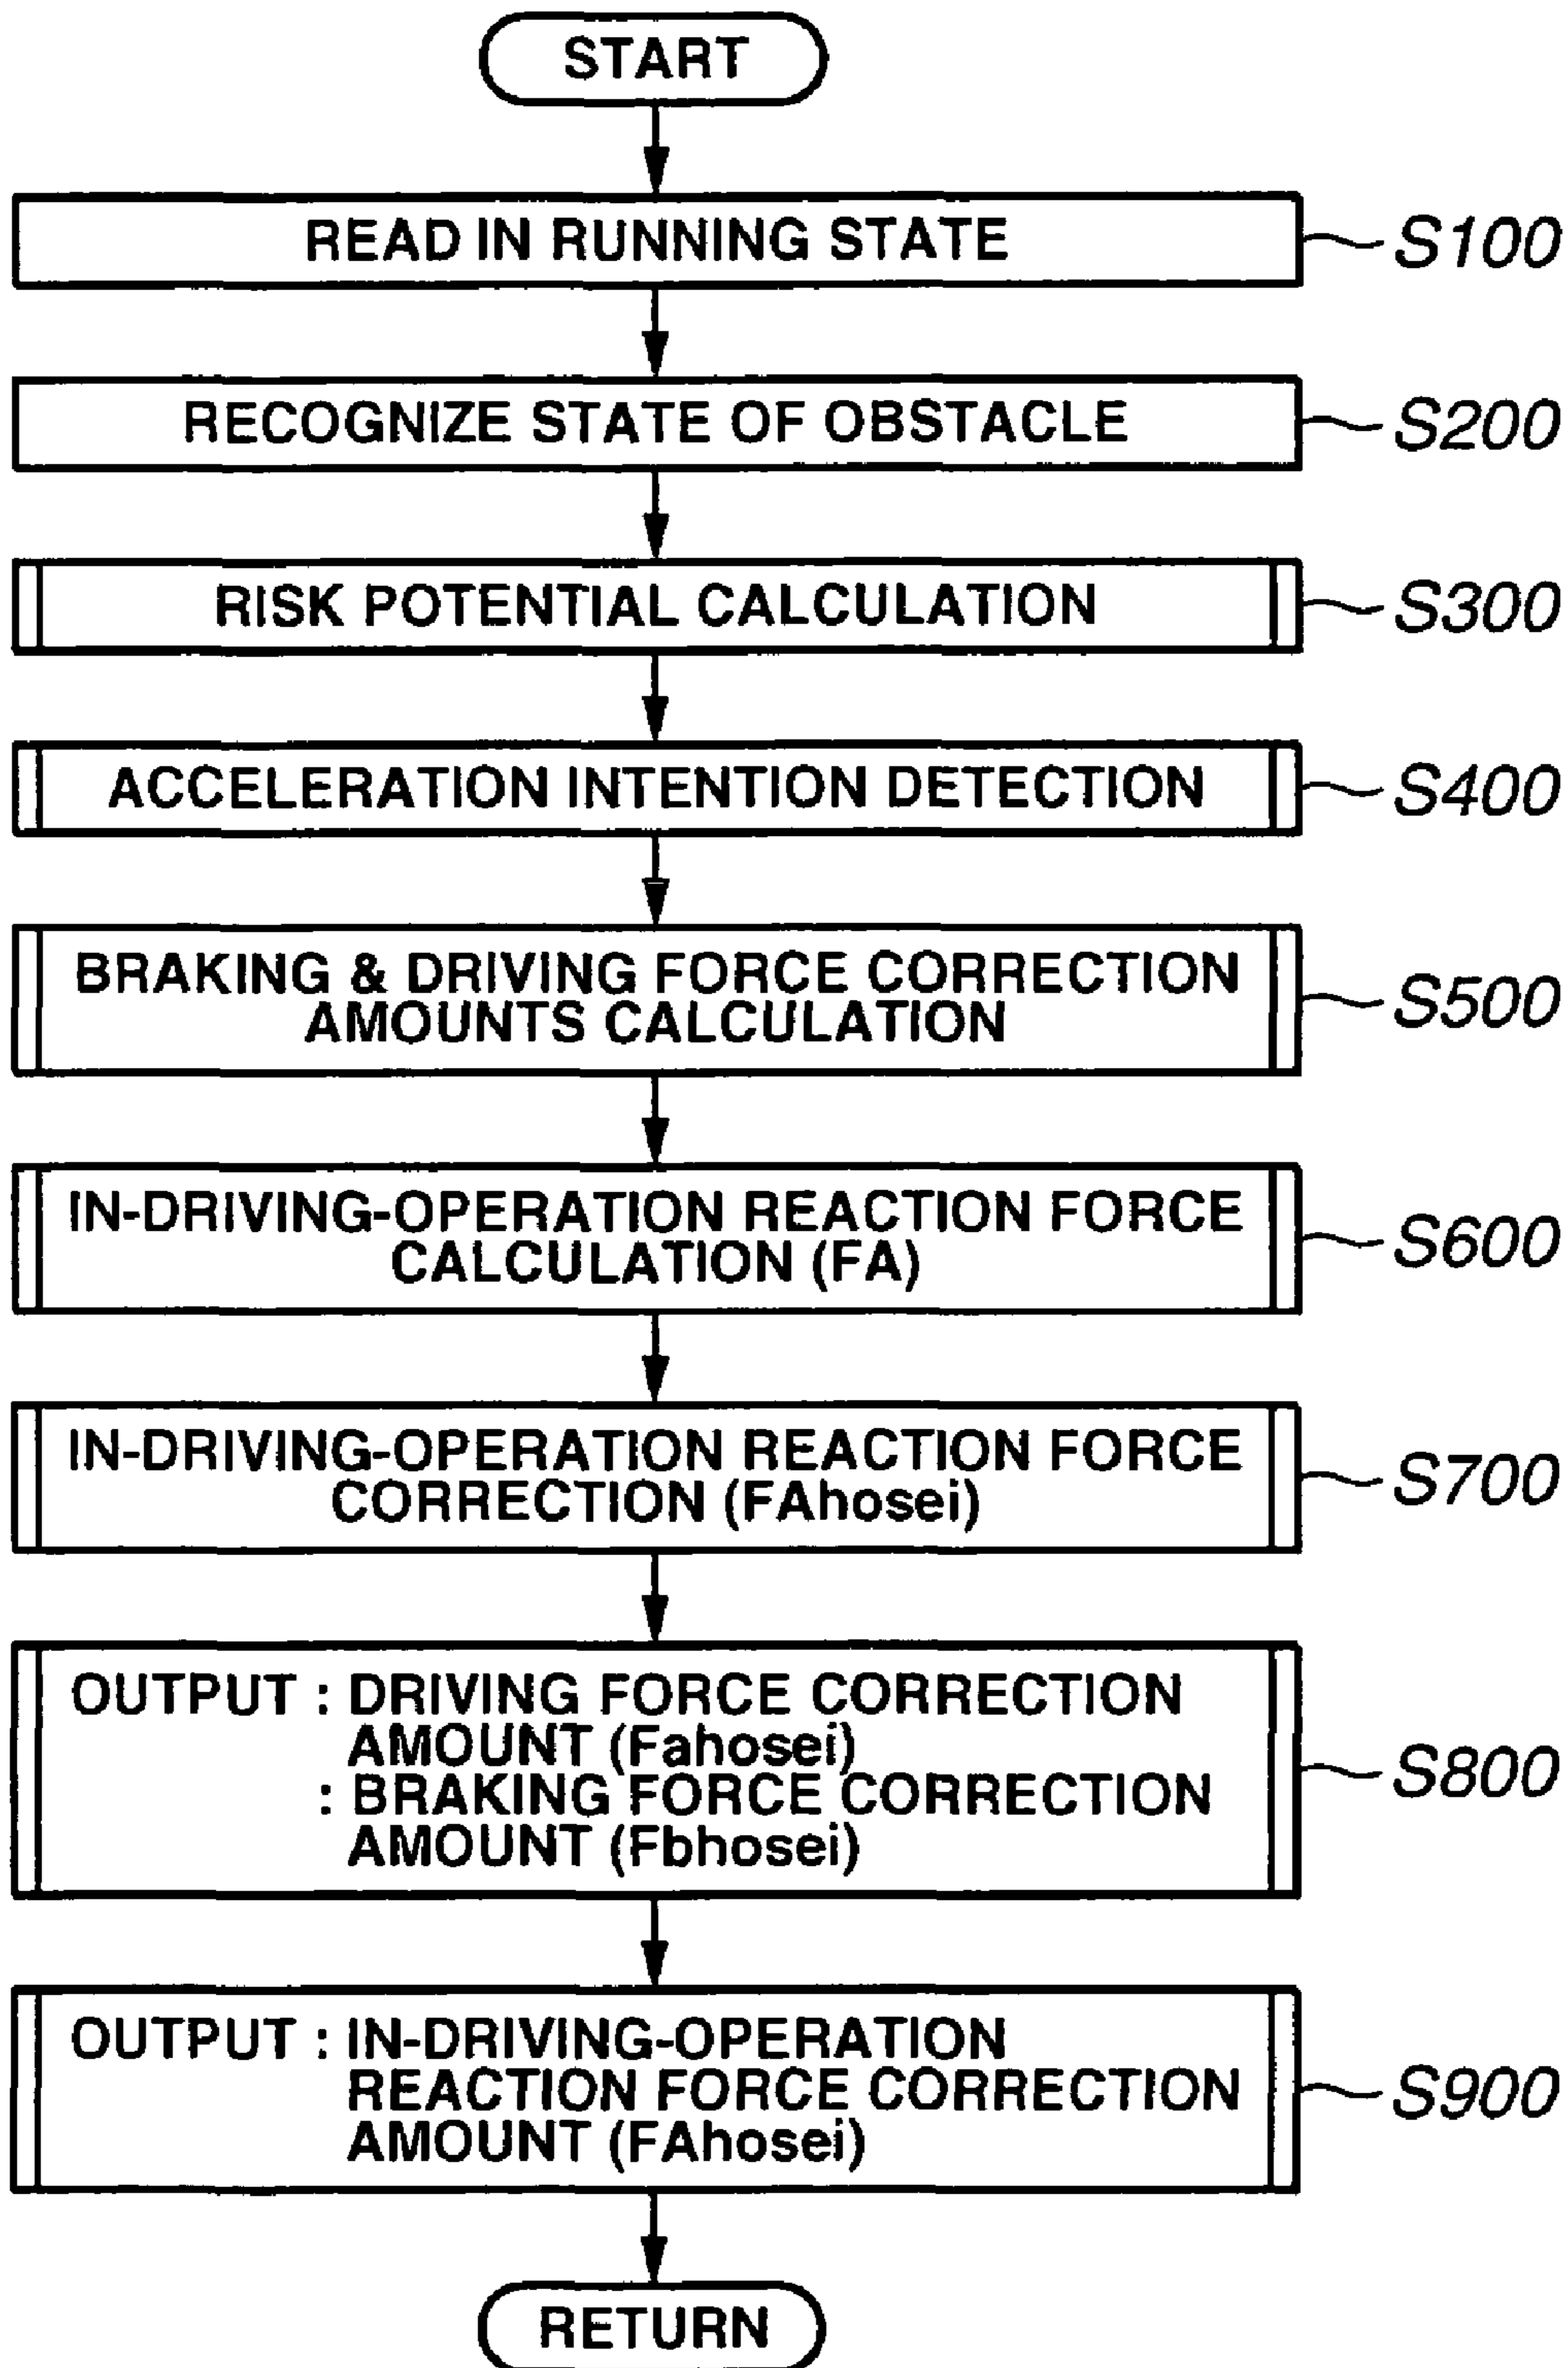 START
READ IN RUNNING STATE
S100
RECOGNIZE STATE OF OBSTACLE
S200
RISK POTENTIAL CALCULATION
S300
ACCELERATION INTENTION DETECTION
S400
BRAKING & DRIVING FORCE CORRECTION
AMOUNTS CALCULATION
S500
IN-DRIVING-OPERATION REACTION FORCE
CALCULATION (FA)
S600
IN-DRIVING-OPERATION REACTION FORCE
CORRECTION (FAhosei)
S700
OUTPUT : DRIVING FORCE CORRECTION
AMOUNT (Fahosei)
: BRAKING FORCE CORRECTION
AMOUNT (Fbhosei)
S800
OUTPUT : IN-DRIVING-OPERATION
REACTION FORCE CORRECTION
AMOUNT (FAhosei)
S900
RETURN